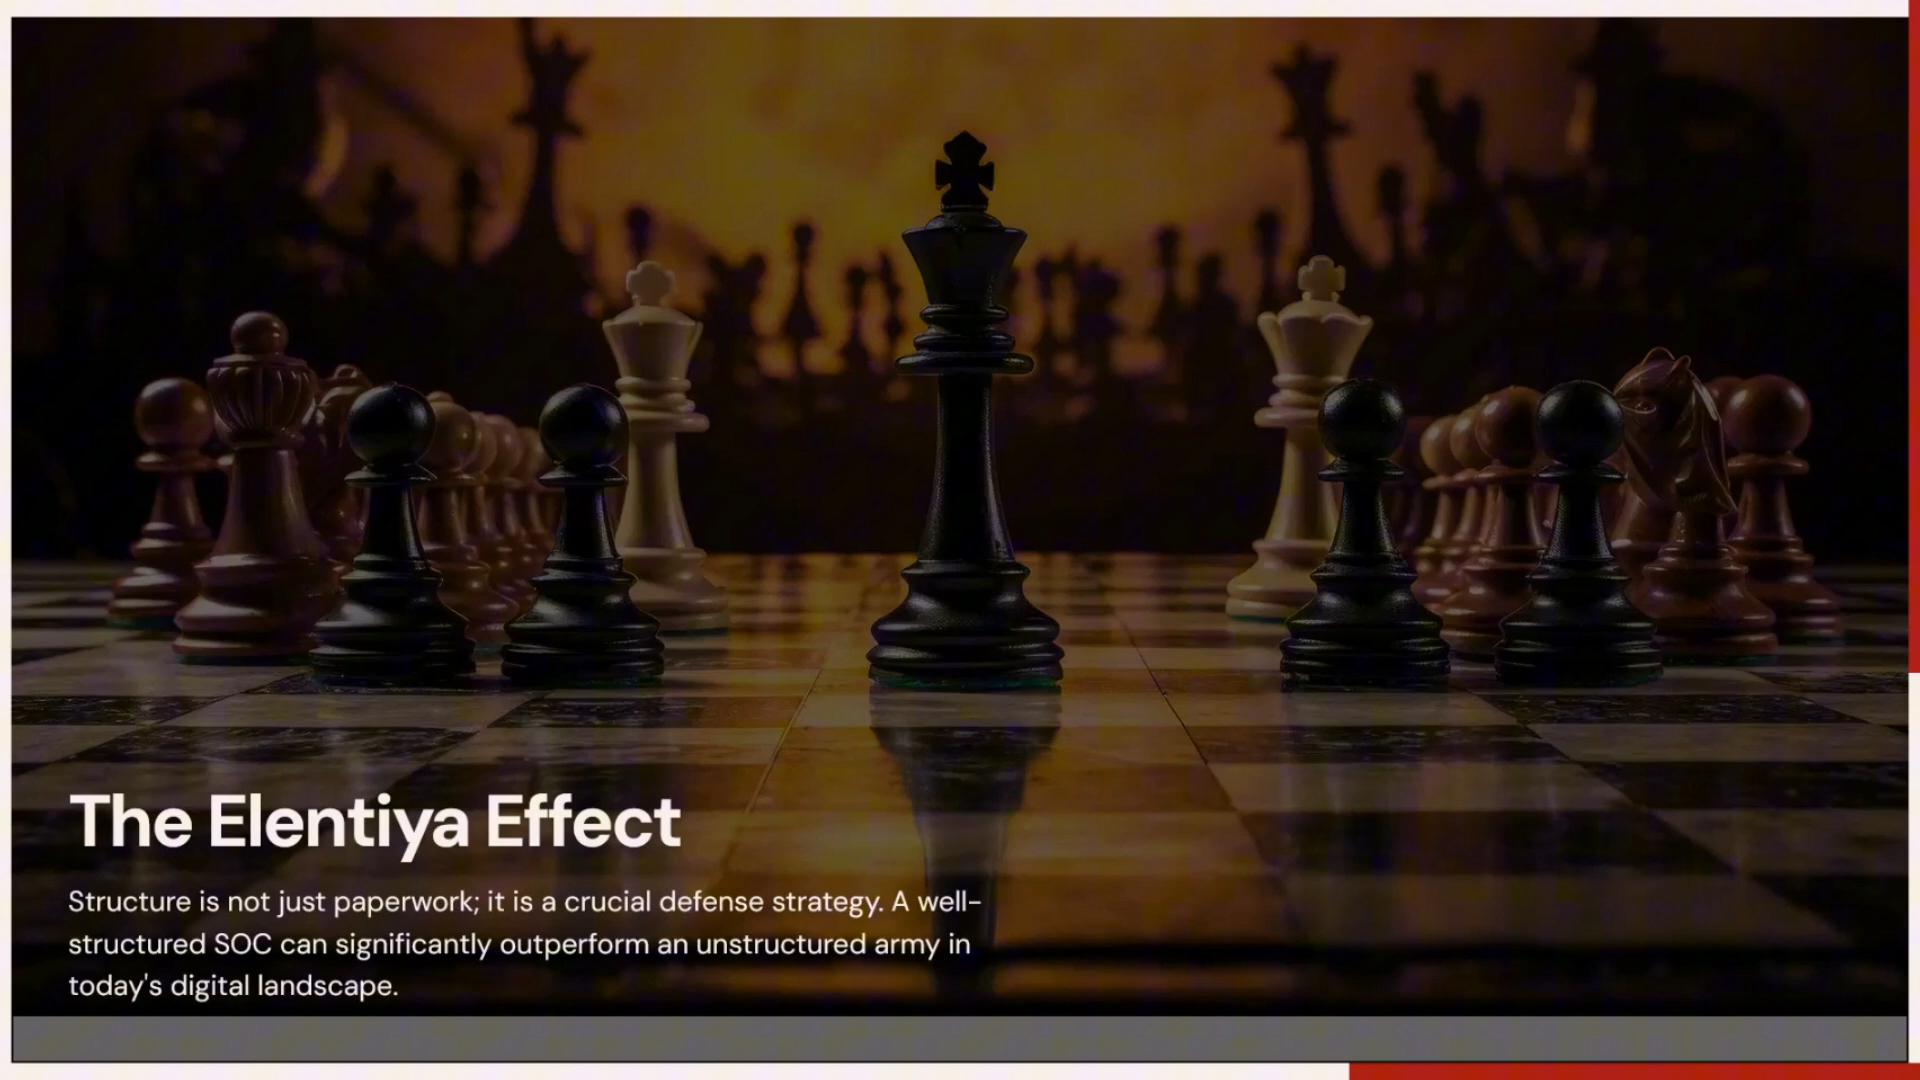 The Elentiya Effect
Structure is not just paperwork; it is a crucial defense strategy. A well-
structured SOC can significantly outperform an unstructured army in
today's digital landscape.